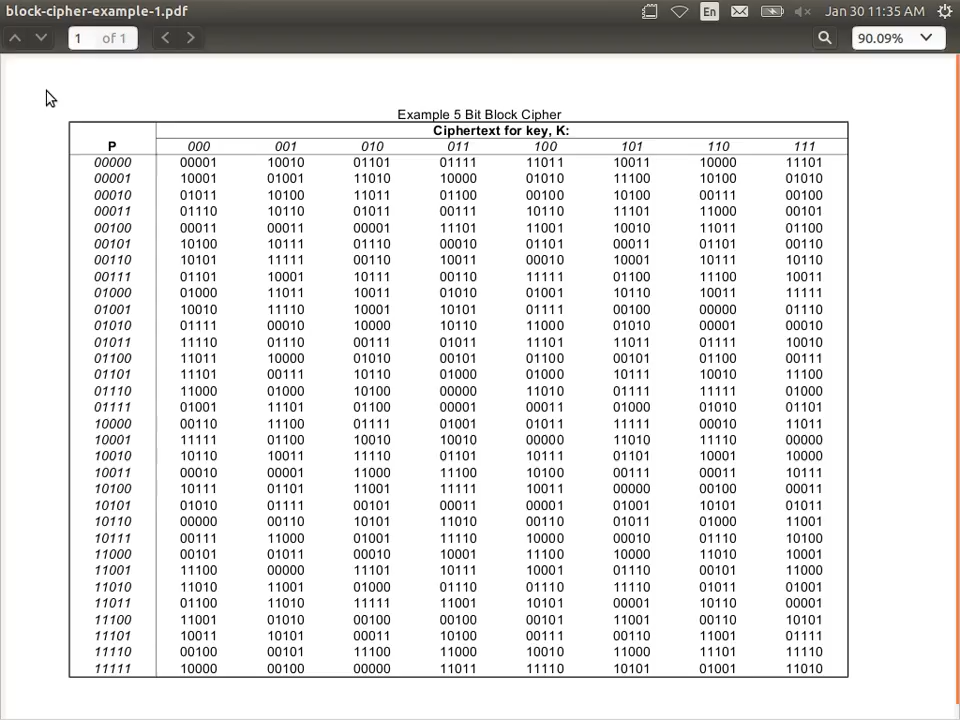 block-cipher-example-1.pdf En Jan 30 11:35 AM
1 of 1 90.09%
Example 5 Bit Block Cipher
Ciphertext for key, K:
P 000 001 010 011 100 101 110 111
00000 00001 10010 01101 01111 11011 10011 10000 11101
00001 10001 01001 11010 10000 01010 11100 10100 01010
00010 01011 10100 11011 01100 00100 10100 00111 00100
00011 01110 10110 01011 00111 10110 11101 11000 00101
00100 00011 00011 00001 11101 11001 10010 11011 01100
00101 10100 10111 01110 00010 01101 00011 01101 00110
00110 10101 11111 00110 10011 00010 10001 10111 10110
00111 01101 10001 10111 00110 11111 01100 11100 10011
01000 01000 11011 10011 01010 01001 10110 10011 11111
01001 10010 11110 10001 10101 01111 00100 00000 01110
01010 01111 00010 10000 10110 11000 01010 00001 00010
01011 11110 01110 00111 01011 11101 11011 01111 10010
01100 11011 10000 01010 00101 01100 00101 01100 00111
01101 11101 00111 10110 01000 01000 10111 10010 11100
01110 11000 01000 10100 00000 11010 01111 11111 01000
01111 01001 11101 01100 00001 00011 01000 01010 01101
10000 00110 11100 01111 01001 01011 11111 00010 11011
10001 11111 01100 10010 10010 00000 11010 11110 00000
10010 10110 10011 11110 01101 10111 01101 10001 10000
10011 00010 00001 11000 11100 10100 00111 00011 10111
10100 10111 01101 11001 11111 10011 00000 00100 00011
10101 01010 01111 00101 00011 00001 01001 10101 01011
10110 00000 00110 10101 11010 00110 01011 01000 11001
10111 00111 11000 01001 11110 10000 00010 01110 10100
11000 00101 01011 00010 10001 11100 10000 11010 10001
11001 11100 00000 11101 10111 10001 01110 00101 11000
11010 11010 11001 01000 01110 01110 11110 01011 01001
11011 01100 11010 11111 11001 10101 00001 10110 00001
11100 11001 01010 00100 00100 00101 11001 00110 10101
11101 10011 10101 00011 10100 00111 00110 11001 01111
11110 00100 00101 11100 11000 10010 11000 11101 11110
11111 10000 00100 00000 11011 11110 10101 01001 11010